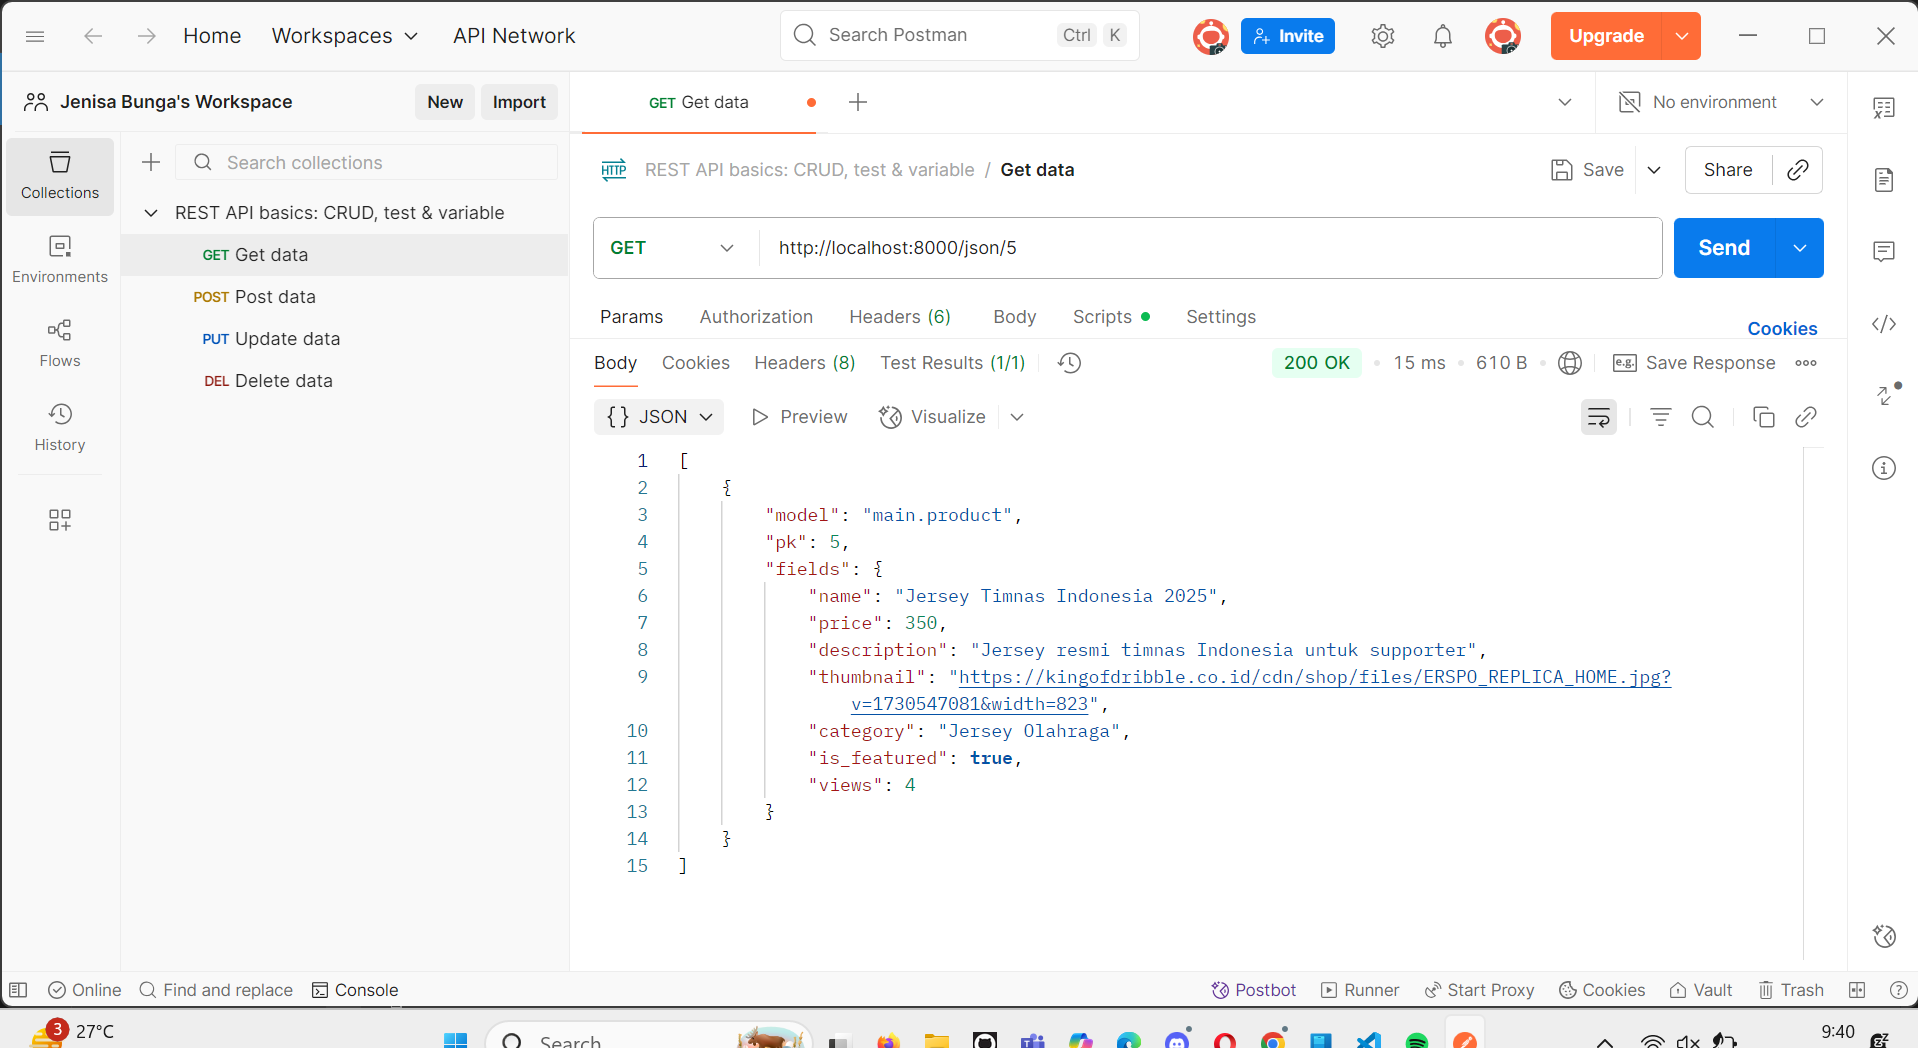 Home Workspaces API Network Search Postman Ctrl K Invite Upgrade
Jenisa Bunga's Workspace New Import GET Get data No environment
Collections
Environments
Flows
History
Search collections
REST API basics: CRUD, test & variable
GET Get data
POST Post data
PUT Update data
DEL Delete data
HTTP REST API basics: CRUD, test & variable / Get data Save Share
GET http://localhost:8000/json/5 Send
Params Authorization Headers (6) Body Scripts Settings Cookies
Body Cookies Headers (8) Test Results (1/1) 200 OK 15 ms 610 B e.g. Save Response
{} JSON Preview Visualize
1 [
2 {
3 "model": "main.product",
4 "pk": 5,
5 "fields": {
6 "name": "Jersey Timnas Indonesia 2025",
7 "price": 350,
8 "description": "Jersey resmi timnas Indonesia untuk supporter",
9 "thumbnail": "https://kingofdribble.co.id/cdn/shop/files/ERSPO_REPLICA_HOME.jpg?
v=1730547081&width=823",
10 "category": "Jersey Olahraga",
11 "is_featured": true,
12 "views": 4
13 }
14 }
15 ]
Online Find and replace Console Postbot Runner Start Proxy Cookies Vault Trash
3 27°C Search 9:40